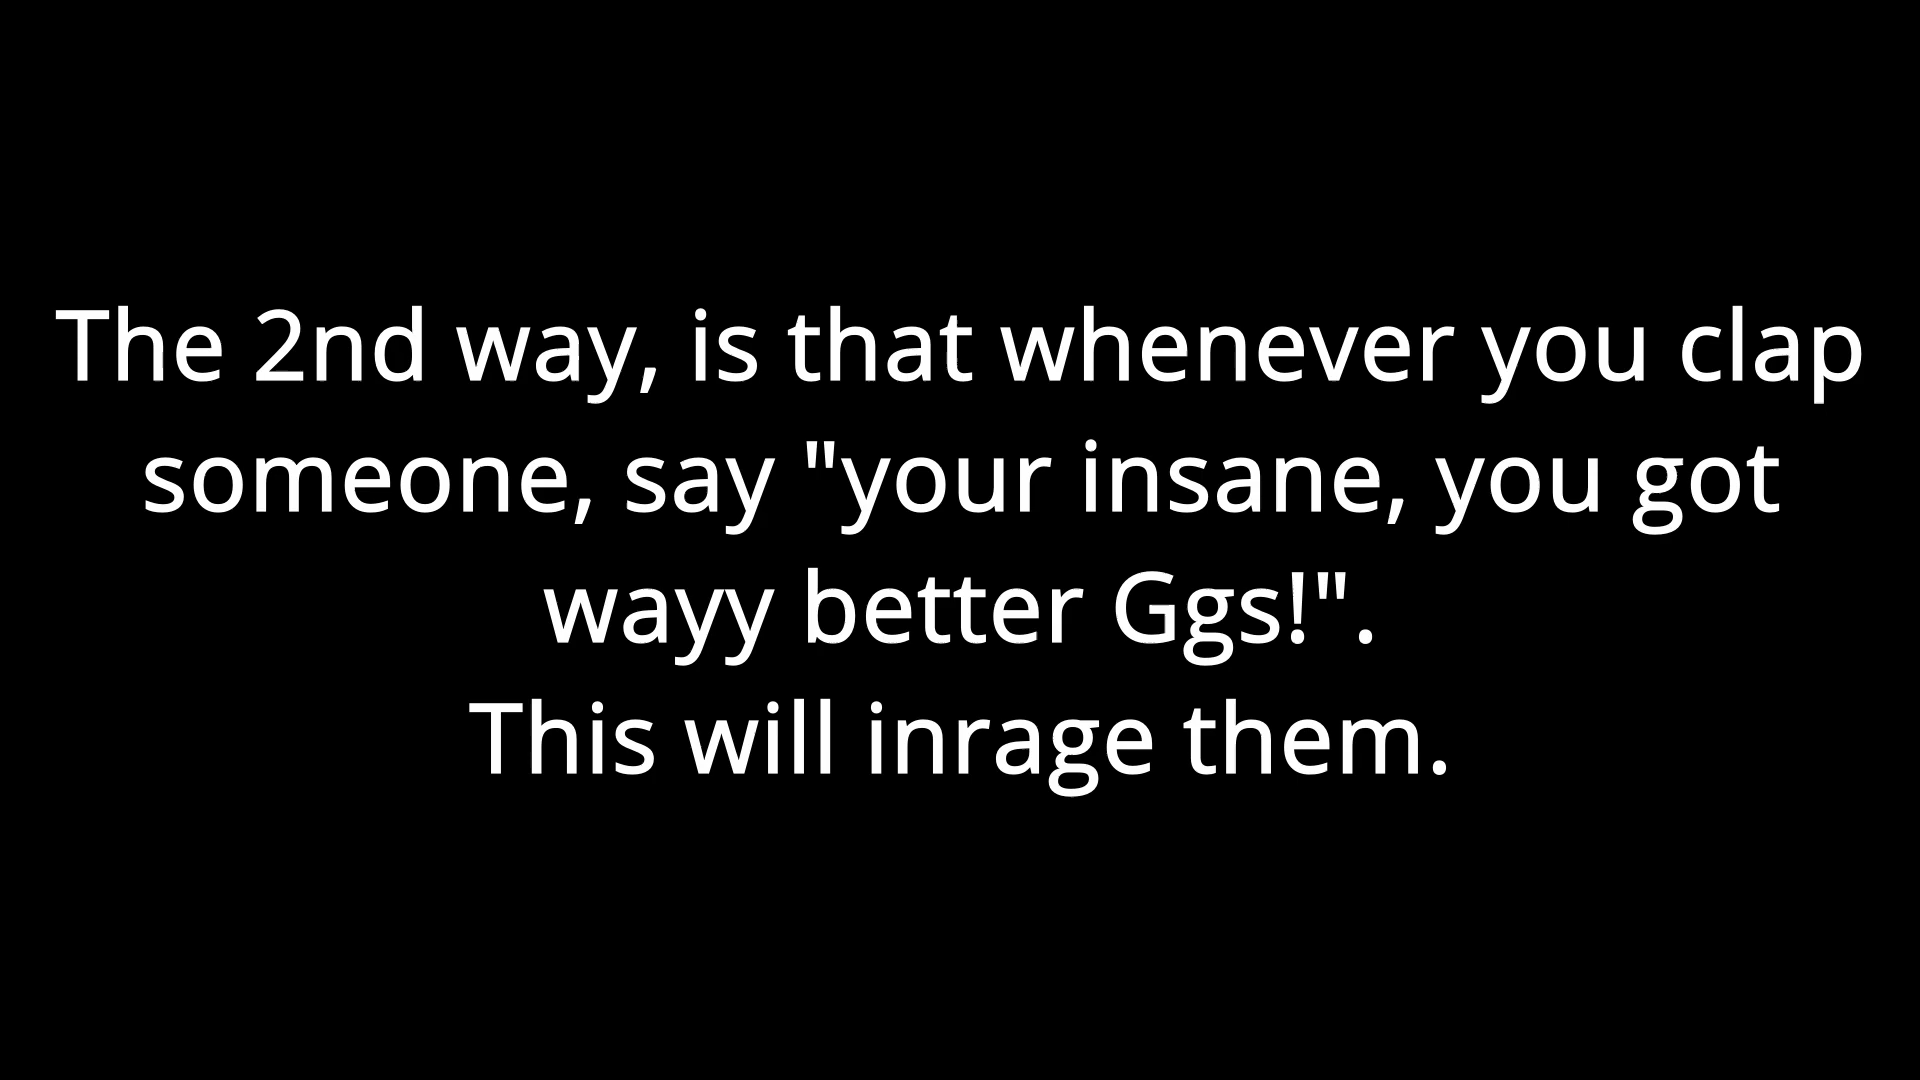 The 2nd way, is that whenever you clap
someone, say "your insane, you got
wayy better Ggs!".
This will inrage them.